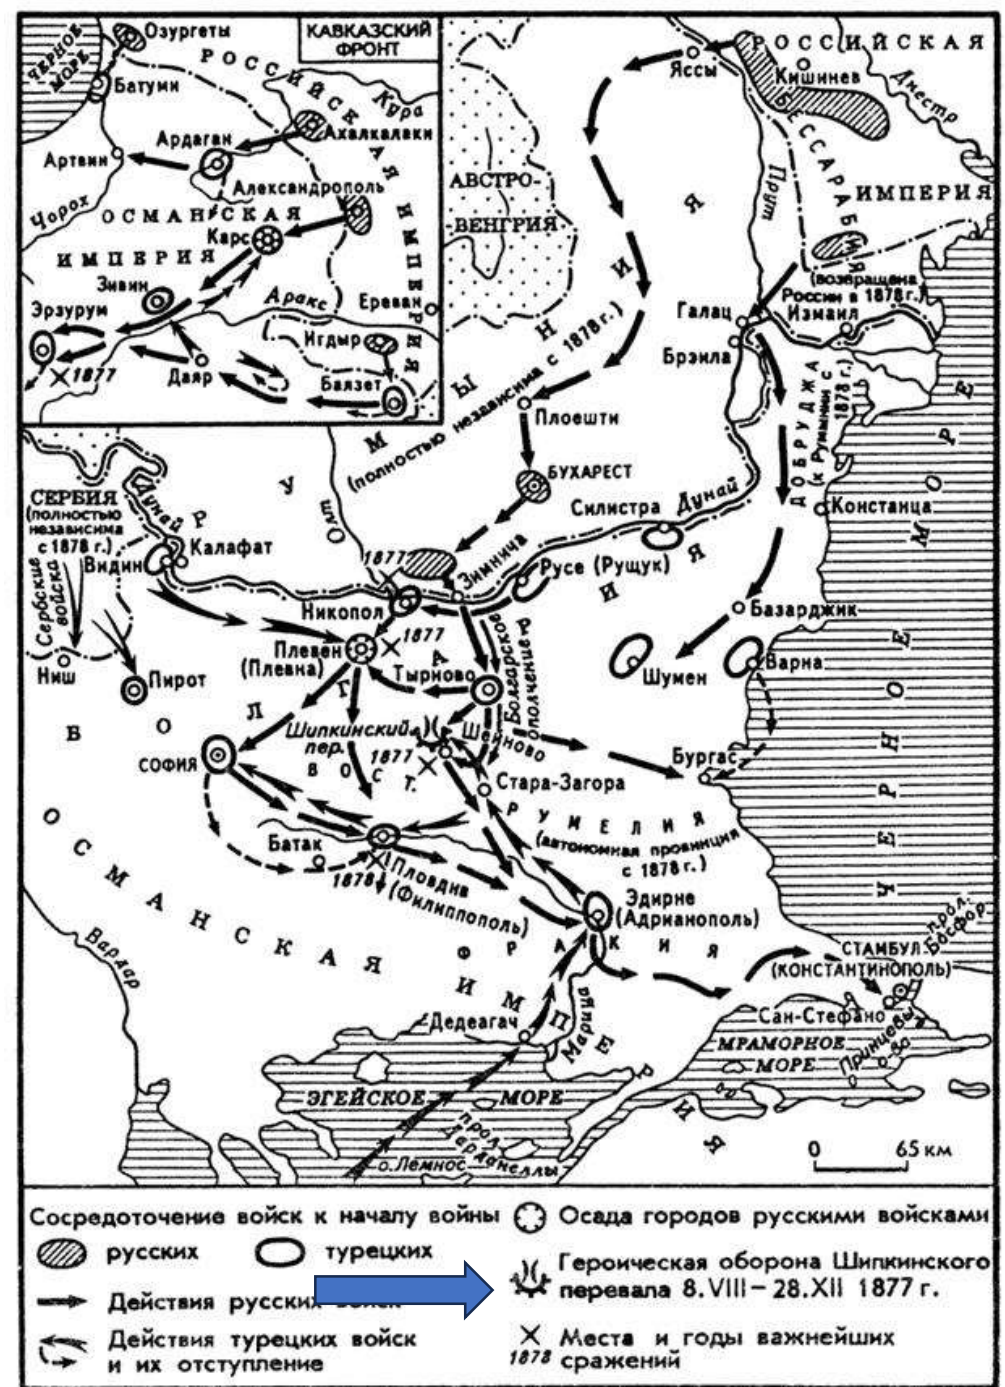 КАВКАЗСКИЙ
ФРОНТ
ЧЕРНОЕ
МОРЕ
Озургеты
Батуми
РОССИЙСКАЯ ИМПЕРИЯ
Кура
Ардаган
Ахалкалаки
Артвин
Александрополь
Чорох
ОСМАНСКАЯ
ИМПЕРИЯ
Карс
Зивин
Эрзурум
Аракс
Ереван
Игдыр
1877
Даяр
Баязет
РОССИЙСКАЯ
ИМПЕРИЯ
Яссы
Кишинев
Днестр
БЕССАРАБИЯ
Прут
АВСТРО-
ВЕНГРИЯ
(возвращена
России в 1878 г.)
Измаил
Галац
Брэила
РУМЫНИЯ
(полностью независима с 1878 г.)
Плоешти
БУХАРЕСТ
ДОБРУДЖА
(к Румынии с
1878 г.)
Констанца
ЧЕРНОЕ МОРЕ
Силистра
Дунай
Олт
СЕРБИЯ
(полностью
независима
с 1878 г.)
Дунай
Калафат
Видин
Сербские
войска
1877
Зимнича
Русе (Рущук)
Никопол
Базарджик
Плевен
(Плевна)
1877
Болгарское
ополчение
Шумен
Варна
Ниш
Пирот
Тырново
БОЛГАРИЯ
Шипкинский
пер.
1877
Шейново
СОФИЯ
Бургас
Стара-Загора
ВОСТ. РУМЕЛИЯ
(автономная провинция
с 1878 г.)
Батак
1878
Пловдив
(Филиппополь)
Эдирне
(Адрианополь)
ФРАКИЯ
ОСМАНСКАЯ ИМПЕРИЯ
Вардар
прол.
Босфор
СТАМБУЛ
(КОНСТАНТИНОПОЛЬ)
Сан-Стефано
Дедеагач
Марица
МРАМОРНОЕ
МОРЕ
Принцевы
о-ва
ЭГЕЙСКОЕ МОРЕ
прол.
Дарданеллы
о. Лемнос
0 65 км
Сосредоточение войск к началу войны
русских турецких
Действия русских войск
Действия турецких войск
и их отступление
Осада городов русскими войсками
Героическая оборона Шипкинского
перевала 8.VIII – 28.XII 1877 г.
Места и годы важнейших
1878 сражений